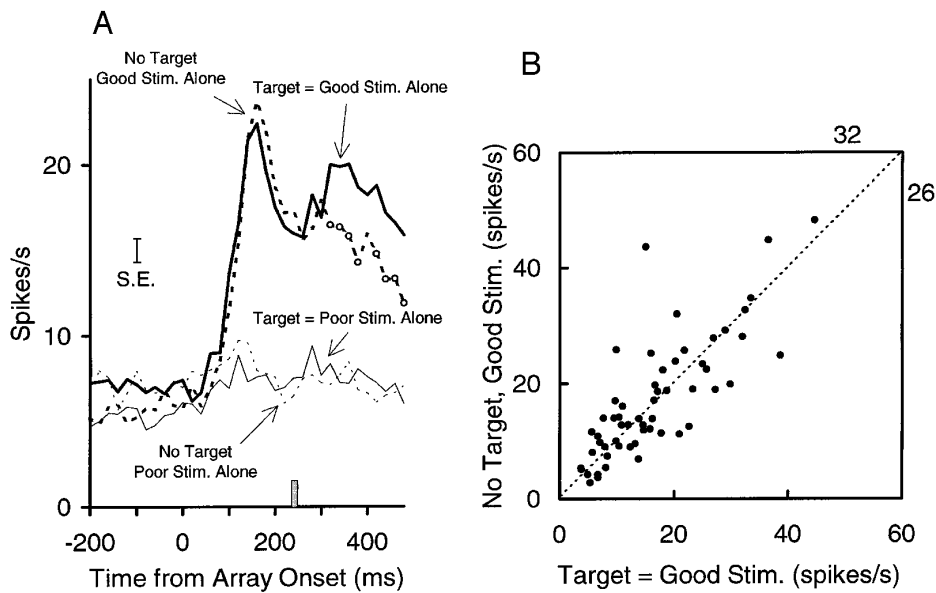 A
No Target
Good Stim. Alone
Target = Good Stim. Alone
20
S.E.
Spikes/s
Target = Poor Stim. Alone
10
No Target
Poor Stim. Alone
0
-200
0
200
400
Time from Array Onset (ms)
B
32
60
26
No Target, Good Stim. (spikes/s)
40
20
0
0
20
40
60
Target = Good Stim. (spikes/s)